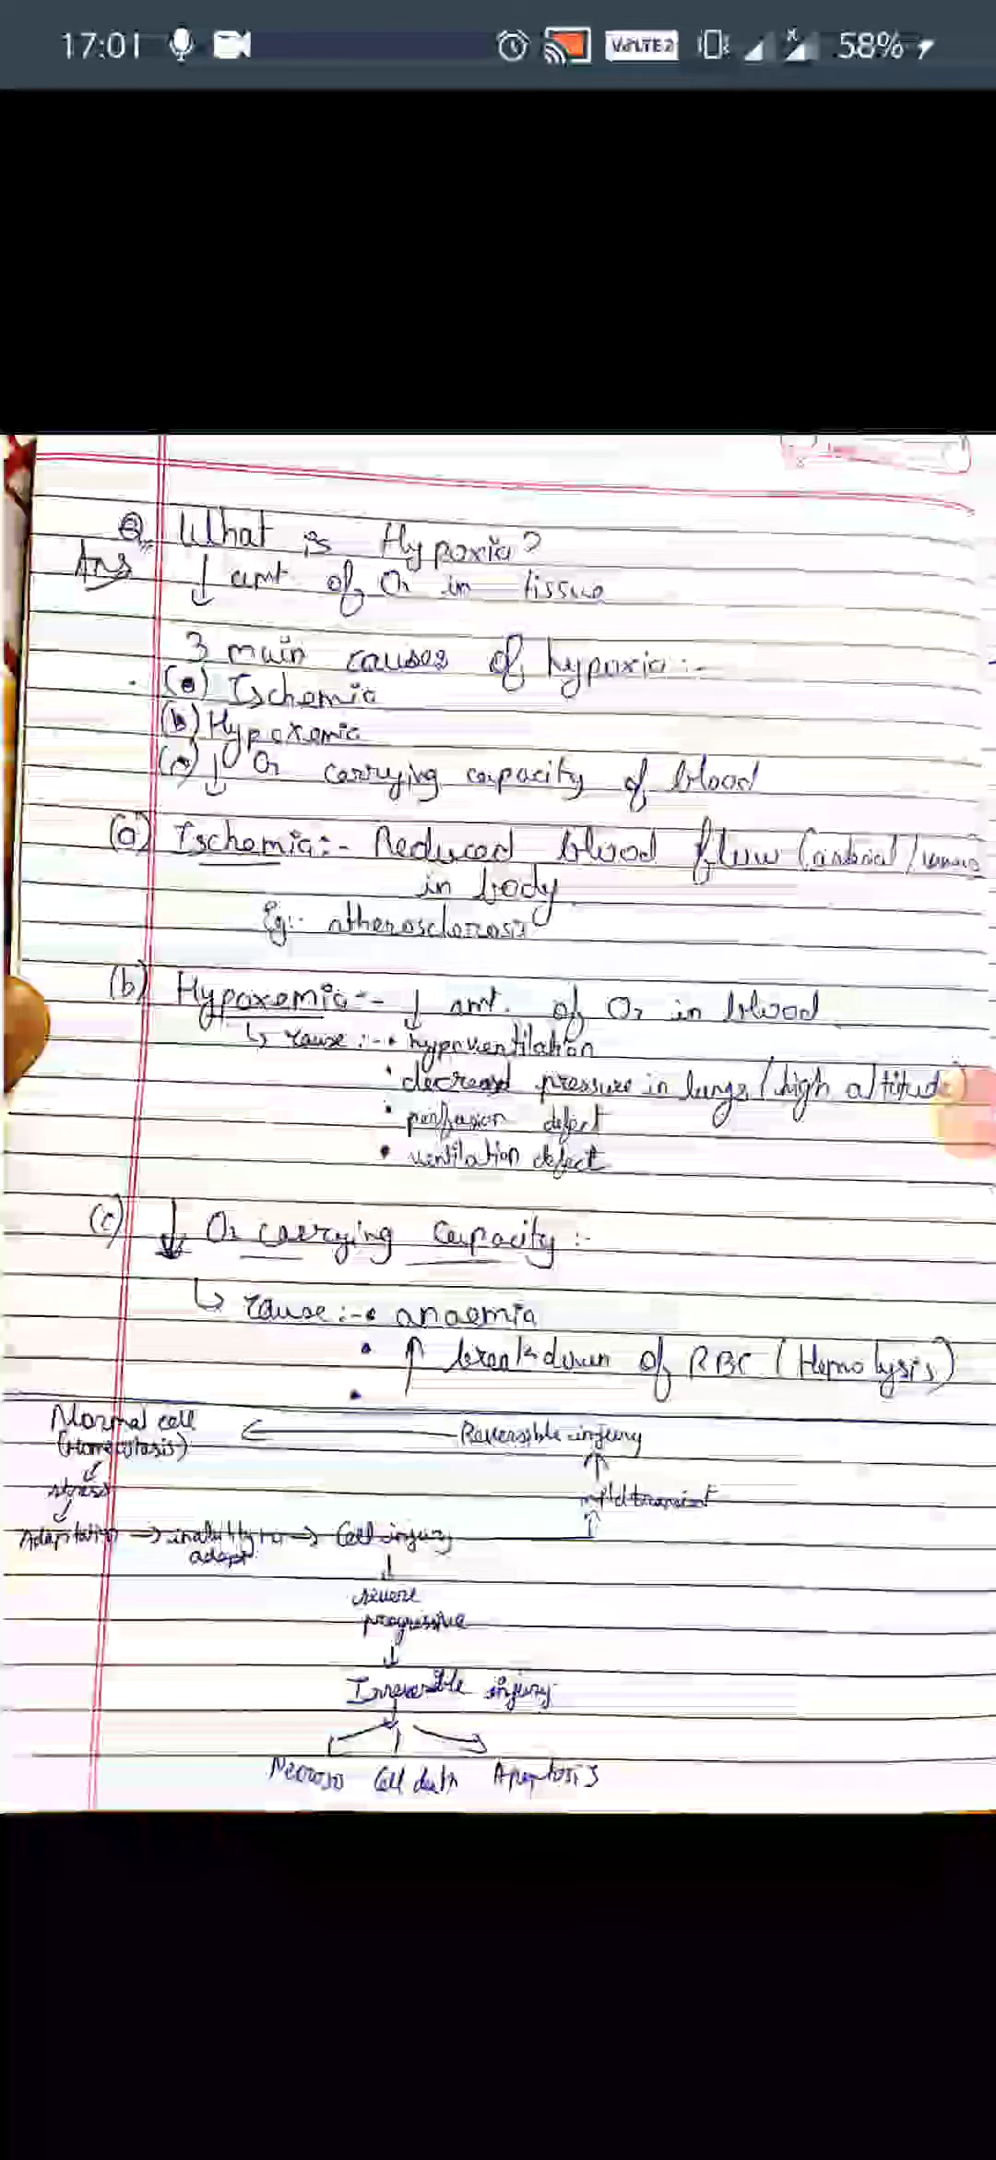 17:01 VoLTE2 58%
Q. What is Hypoxia?
Ans ↓ amt. of O2 in tissue
3 main causes of hypoxia:-
(a) Ischemia
(b) Hypoxemia
(c) ↓ O2 carrying capacity of blood
(a) Ischemia:- Reduced blood flow (arterial/venous
in body
Eg:- atherosclerosis
(b) Hypoxemia:- ↓ amt. of O2 in blood
↳ cause:- • hypoventilation
• decreased pressure in lungs (high altitude)
• perfusion defect
• ventilation defect
(c) ↓ O2 carrying capacity:-
↳ cause:- • anaemia
• ↑ breakdown of RBC (Hemolysis)
•
Normal cell ← Reversible injury
(Homeostasis)
↓ ↑
stress mild transient
↓ ↑
Adaptation → inability to → Cell injury
adapt
↓
severe
progressive
↓
Irreversible injury
↓
Necrosis Cell death Apoptosis